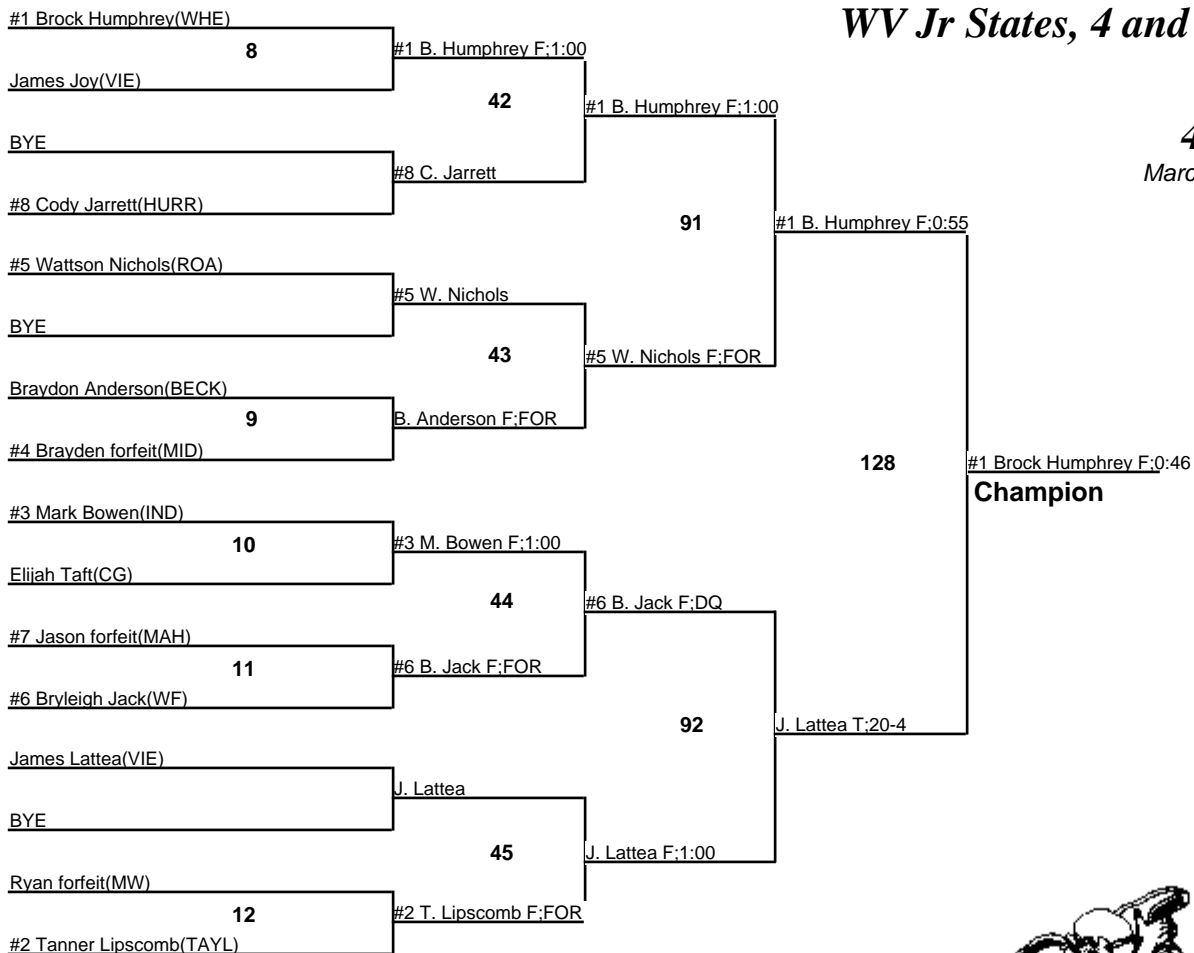 WV Jr States, 4 and
#1 Brock Humphrey(WHE)
8
#1 B. Humphrey F;1:00
James Joy(VIE)
42
#1 B. Humphrey F;1:00
BYE
4
#8 C. Jarrett
Marc
#8 Cody Jarrett(HURR)
91
#1 B. Humphrey F;0:55
#5 Wattson Nichols(ROA)
#5 W. Nichols
BYE
43
#5 W. Nichols F;FOR
Braydon Anderson(BECK)
9
B. Anderson F;FOR
#4 Brayden forfeit(MID)
128
#1 Brock Humphrey F;0:46
Champion
#3 Mark Bowen(IND)
10
#3 M. Bowen F;1:00
Elijah Taft(CG)
44
#6 B. Jack F;DQ
#7 Jason forfeit(MAH)
11
#6 B. Jack F;FOR
#6 Bryleigh Jack(WF)
92
J. Lattea T;20-4
James Lattea(VIE)
J. Lattea
BYE
45
J. Lattea F;1:00
Ryan forfeit(MW)
12
#2 T. Lipscomb F;FOR
#2 Tanner Lipscomb(TAYL)